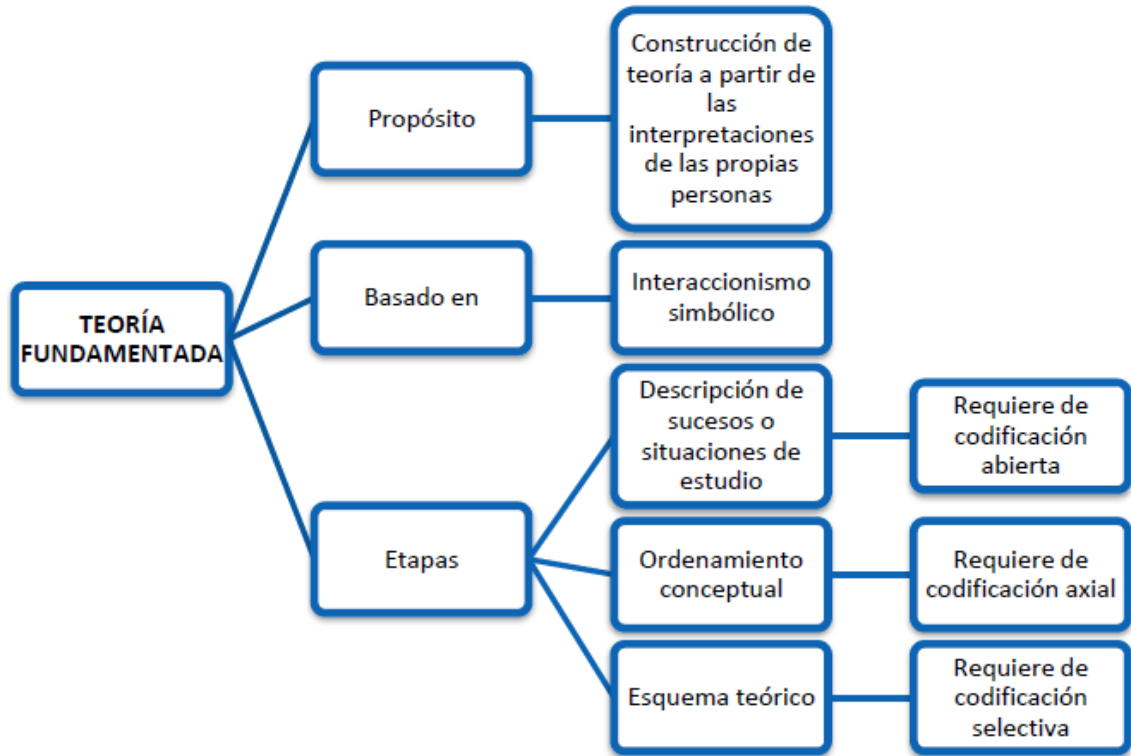 TEORÍA
FUNDAMENTADA
Propósito
Construcción de
teoría a partir de
las
interpretaciones
de las propias
personas
Basado en
Interaccionismo
simbólico
Etapas
Descripción de
sucesos o
situaciones de
estudio
Requiere de
codificación
abierta
Ordenamiento
conceptual
Requiere de
codificación axial
Esquema teórico
Requiere de
codificación
selectiva